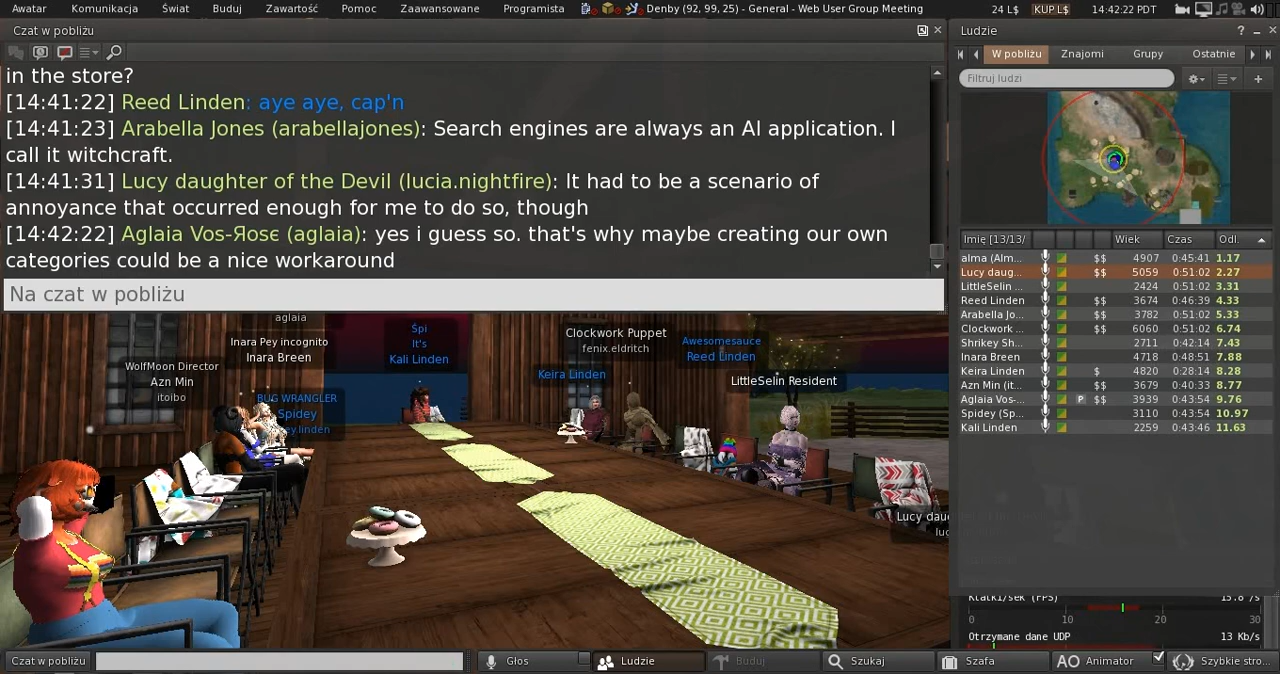 Awatar Komunikacja Świat Buduj Zawartość Pomoc Zaawansowane Programista Denby (92, 99, 25) - General - Web User Group Meeting 24 L$ KUP L$ 14:42:22 PDT
Czat w pobliżu
in the store?
[14:41:22] Reed Linden: aye aye, cap'n
[14:41:23] Arabella Jones (arabellajones): Search engines are always an AI application. I
call it witchcraft.
[14:41:31] Lucy daughter of the Devil (lucia.nightfire): It had to be a scenario of
annoyance that occurred enough for me to do so, though
[14:42:22] Aglaia Vos-Яosє (aglaia): yes i guess so. that's why maybe creating our own
categories could be a nice workaround
Na czat w pobliżu
aglaia
Inara Pey incognito
Inara Breen
WolfMoon Director
Azn Min
itoibo
BUG WRANGLER
Spidey
Śpi
It's
Kali Linden
Clockwork Puppet
fenix.eldritch
Keira Linden
Awesomesauce
Reed Linden
LittleSelin Resident
Lucy
Ludzie
W pobliżu Znajomi Grupy Ostatnie
Filtruj ludzi
Imię [13/13/ Wiek Czas Odl.
alma (Alm... $$ 4907 0:45:41 1.17
Lucy daug... $$ 5059 0:51:02 2.27
LittleSelin ... 2424 0:51:02 3.31
Reed Linden $$ 3674 0:46:39 4.33
Arabella Jo... $$ 3782 0:51:02 5.33
Clockwork ... $$ 6060 0:51:02 6.74
Shrikey Sh... 2711 0:42:14 7.43
Inara Breen 4718 0:48:51 7.88
Keira Linden $ 4820 0:28:14 8.28
Azn Min (it... $$ 3679 0:40:33 8.77
Aglaia Vos-... P $$ 3939 0:43:54 9.76
Spidey (Sp... 3110 0:43:54 10.97
Kali Linden 2259 0:43:46 11.63
Klatki/sek (FPS) 15.8 /s
0 10 20 30
Otrzymane dane UDP 13 Kb/s
Czat w pobliżu Głos Ludzie Buduj Szukaj Szafa AO Animator Szybkie stro...